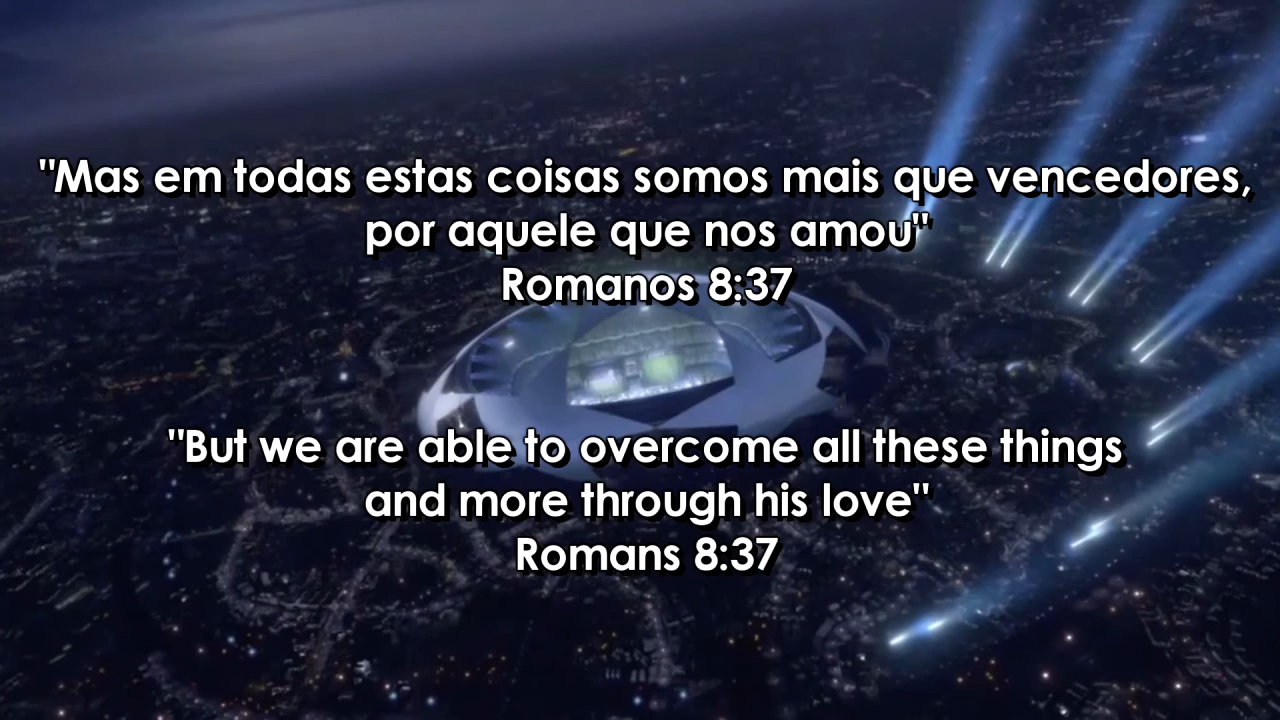 "Mas em todas estas coisas somos mais que vencedores,
por aquele que nos amou"
Romanos 8:37
"But we are able to overcome all these things
and more through his love"
Romans 8:37